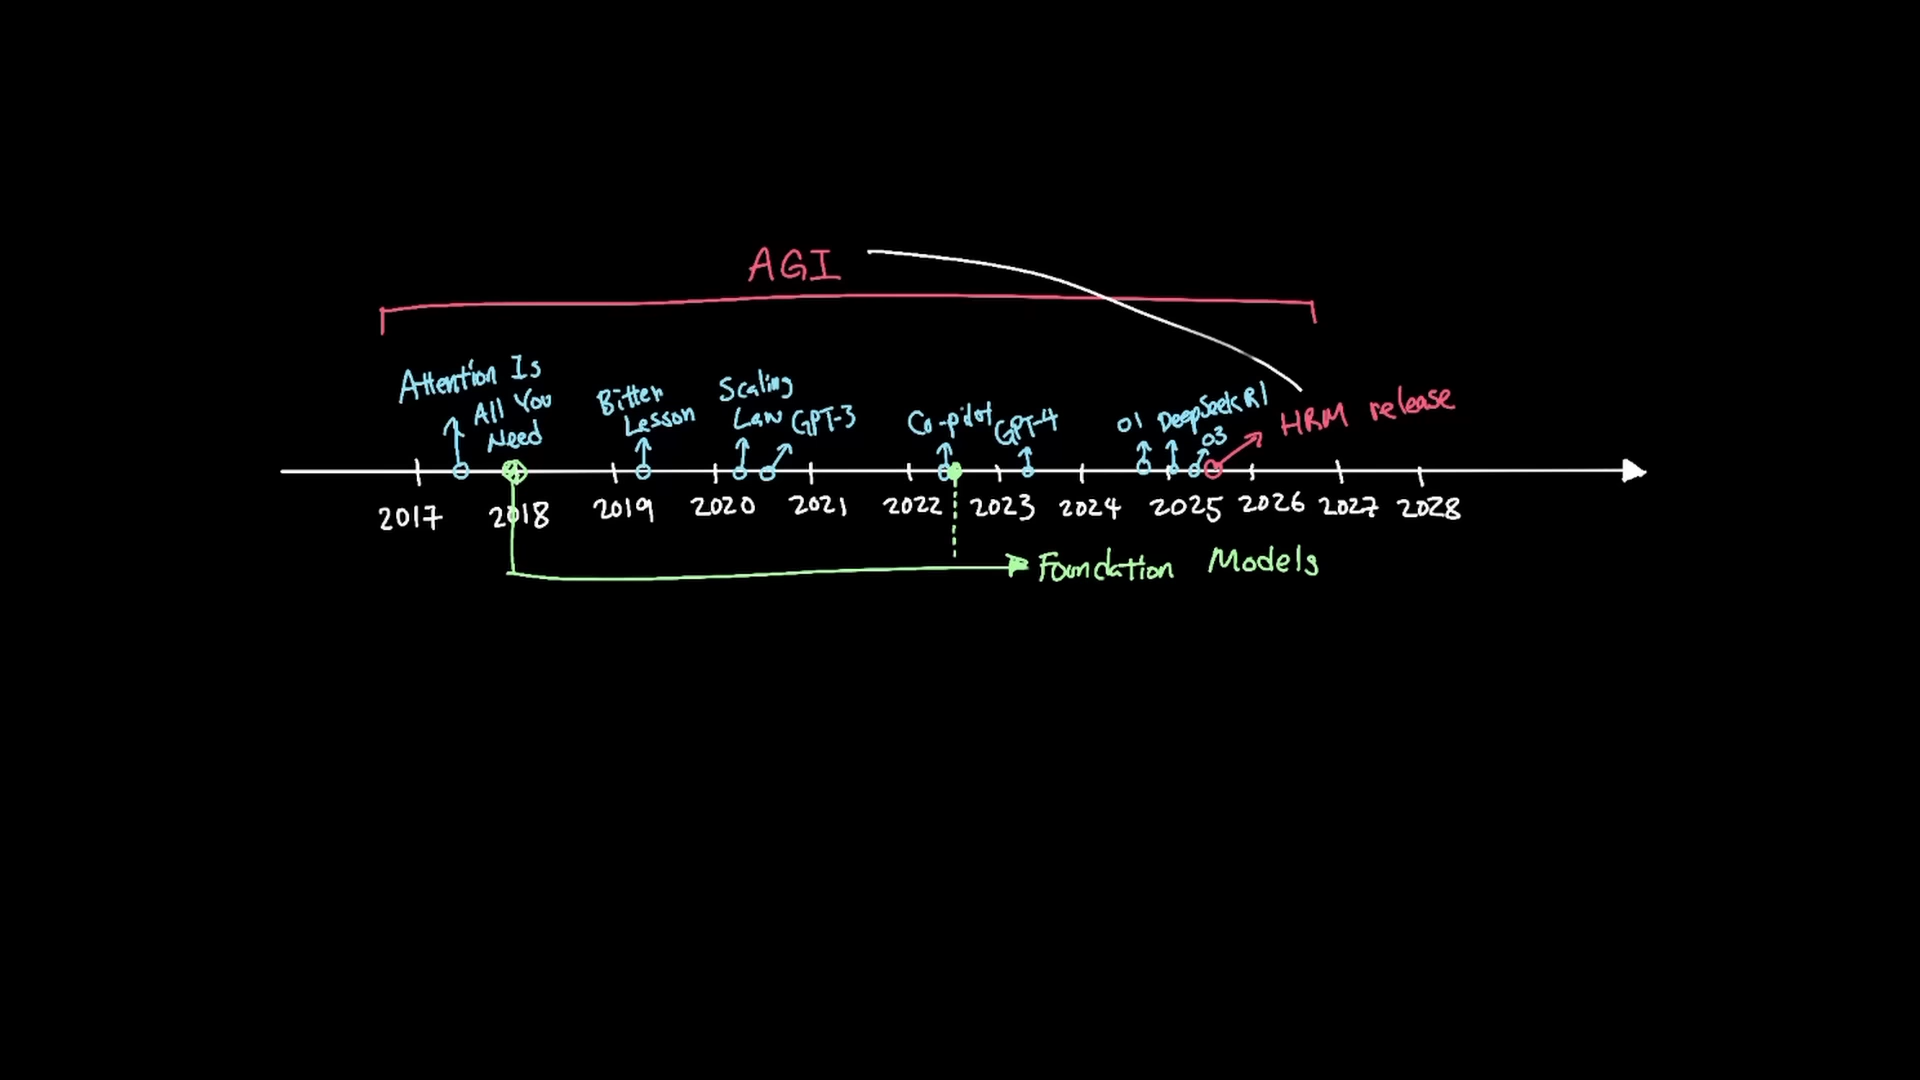 AGI
Attention Is
All You
Need
Bitter
Lesson
Scaling
Law
GPT-3
Co-pilot
GPT-4
O1
DeepSeek R1
O3
HRM release
2017
2018
2019
2020
2021
2022
2023
2024
2025
2026
2027
2028
Foundation Models